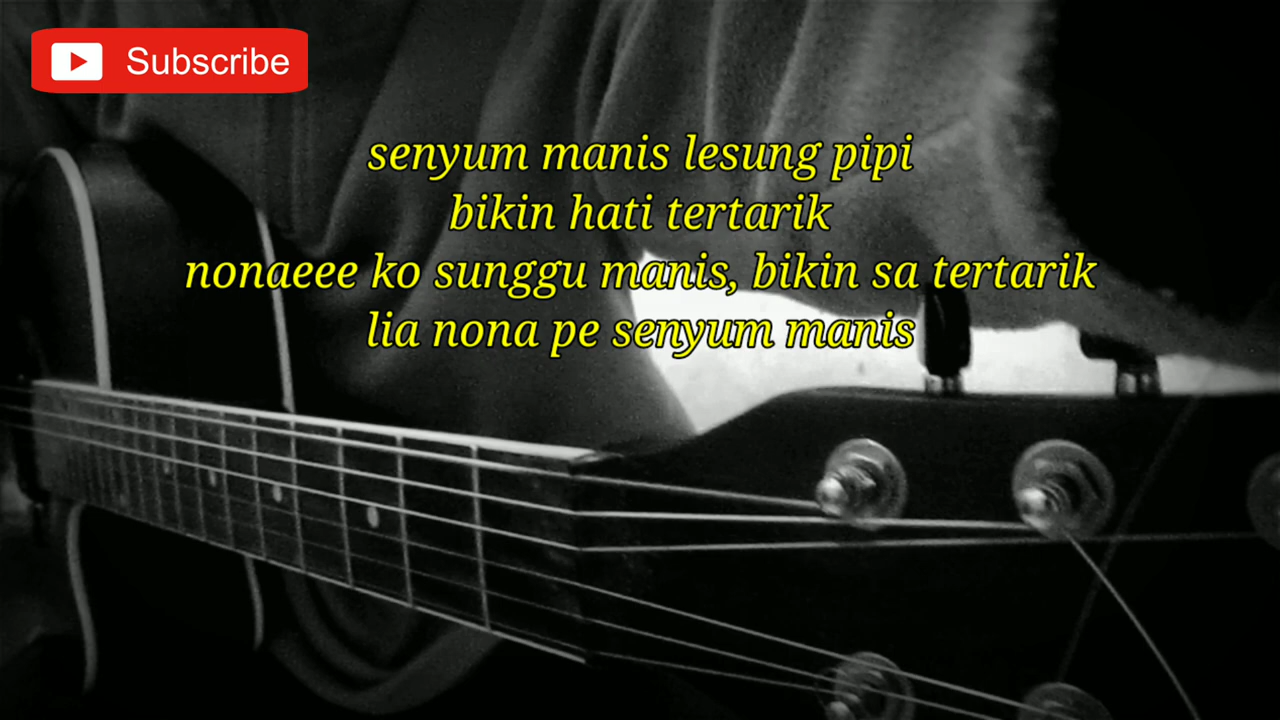 Subscribe
senyum manis lesung pipi
bikin hati tertarik
nonaeee ko sunggu manis, bikin sa tertarik
lia nona pe senyum manis